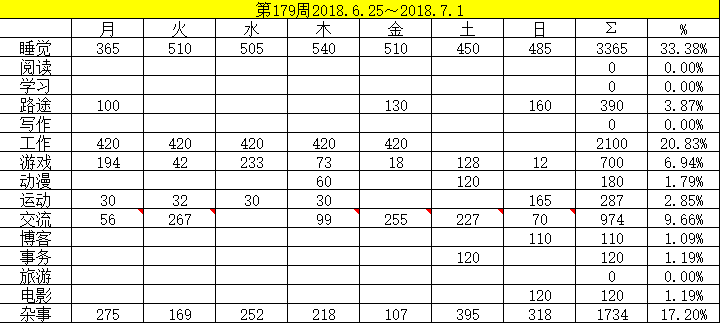 第179周2018.6.25～2018.7.1
月 火 水 木 金 土 日 Σ %
睡觉 365 510 505 540 510 450 485 3365 33.38%
阅读 0 0.00%
学习 0 0.00%
路途 100 130 160 390 3.87%
写作 0 0.00%
工作 420 420 420 420 420 2100 20.83%
游戏 194 42 233 73 18 128 12 700 6.94%
动漫 60 120 180 1.79%
运动 30 32 30 30 165 287 2.85%
交流 56 267 99 255 227 70 974 9.66%
博客 110 110 1.09%
事务 120 120 1.19%
旅游 0 0.00%
电影 120 120 1.19%
杂事 275 169 252 218 107 395 318 1734 17.20%